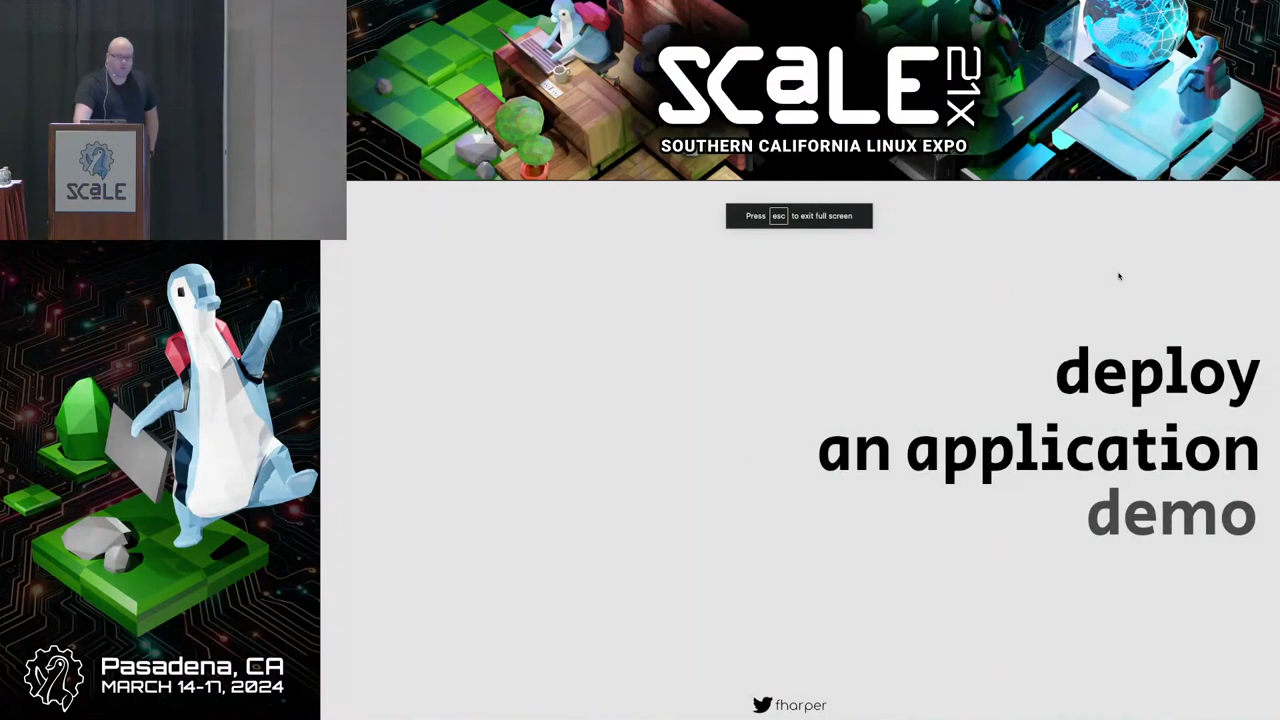 SCaLE 21X
SOUTHERN CALIFORNIA LINUX EXPO
SCaLE
Press esc to exit full screen
deploy
an application
demo
Pasadena, CA
MARCH 14-17, 2024
fharper